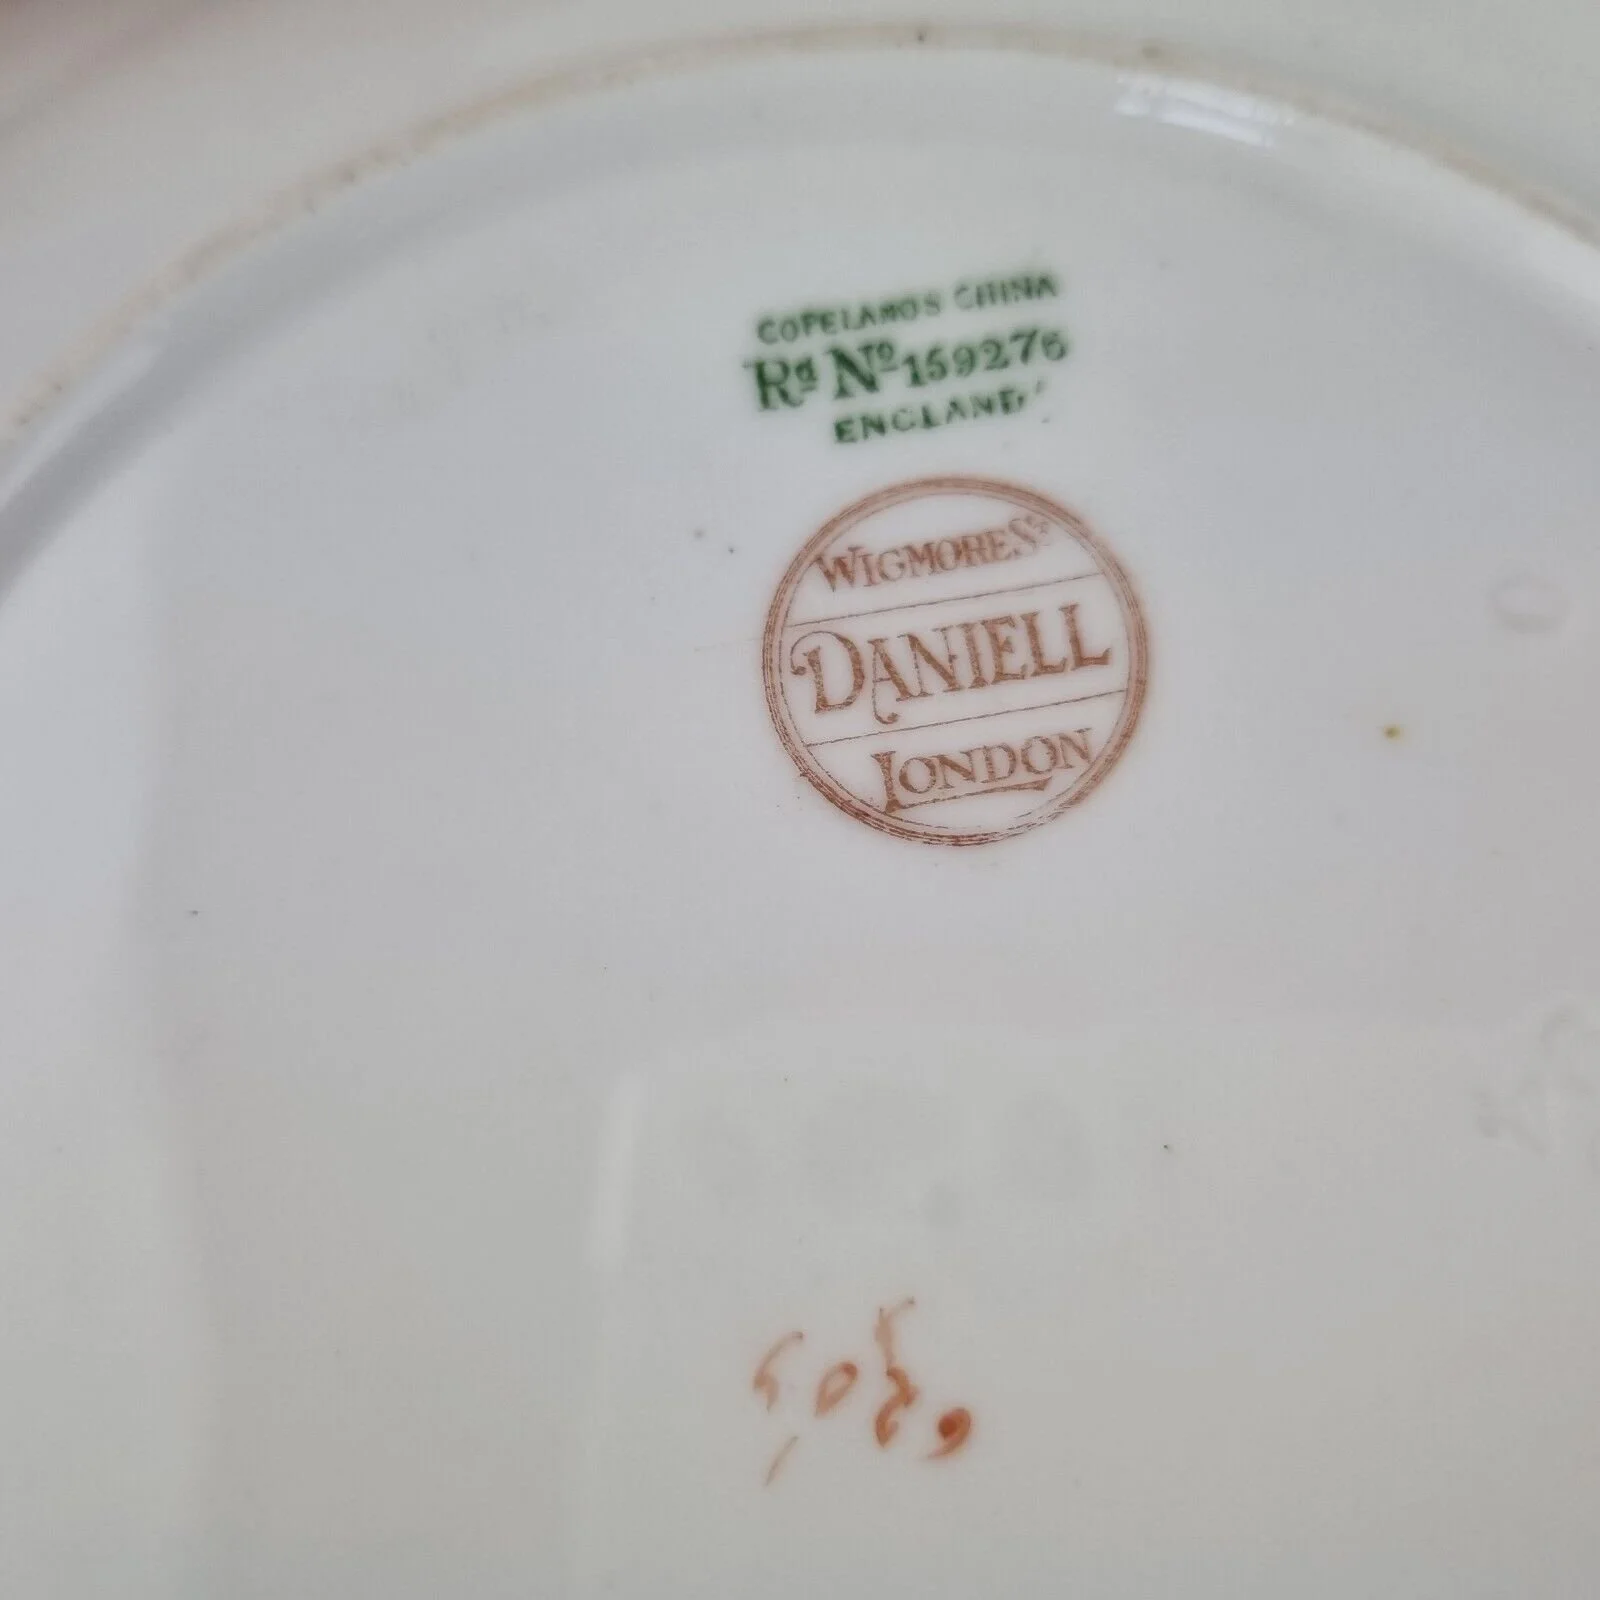 COPELANDS CHINA
Rd No 159276
ENGLAND
WIGMORE St
DANIELL
LONDON